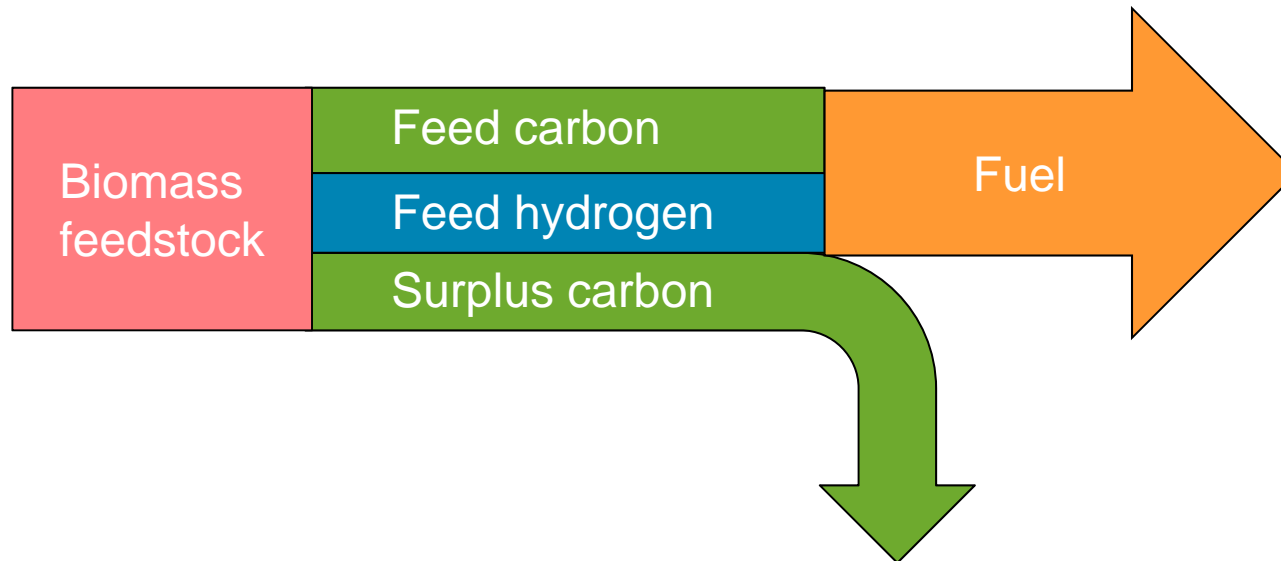 Biomass
feedstock
Feed carbon
Feed hydrogen
Surplus carbon
Fuel